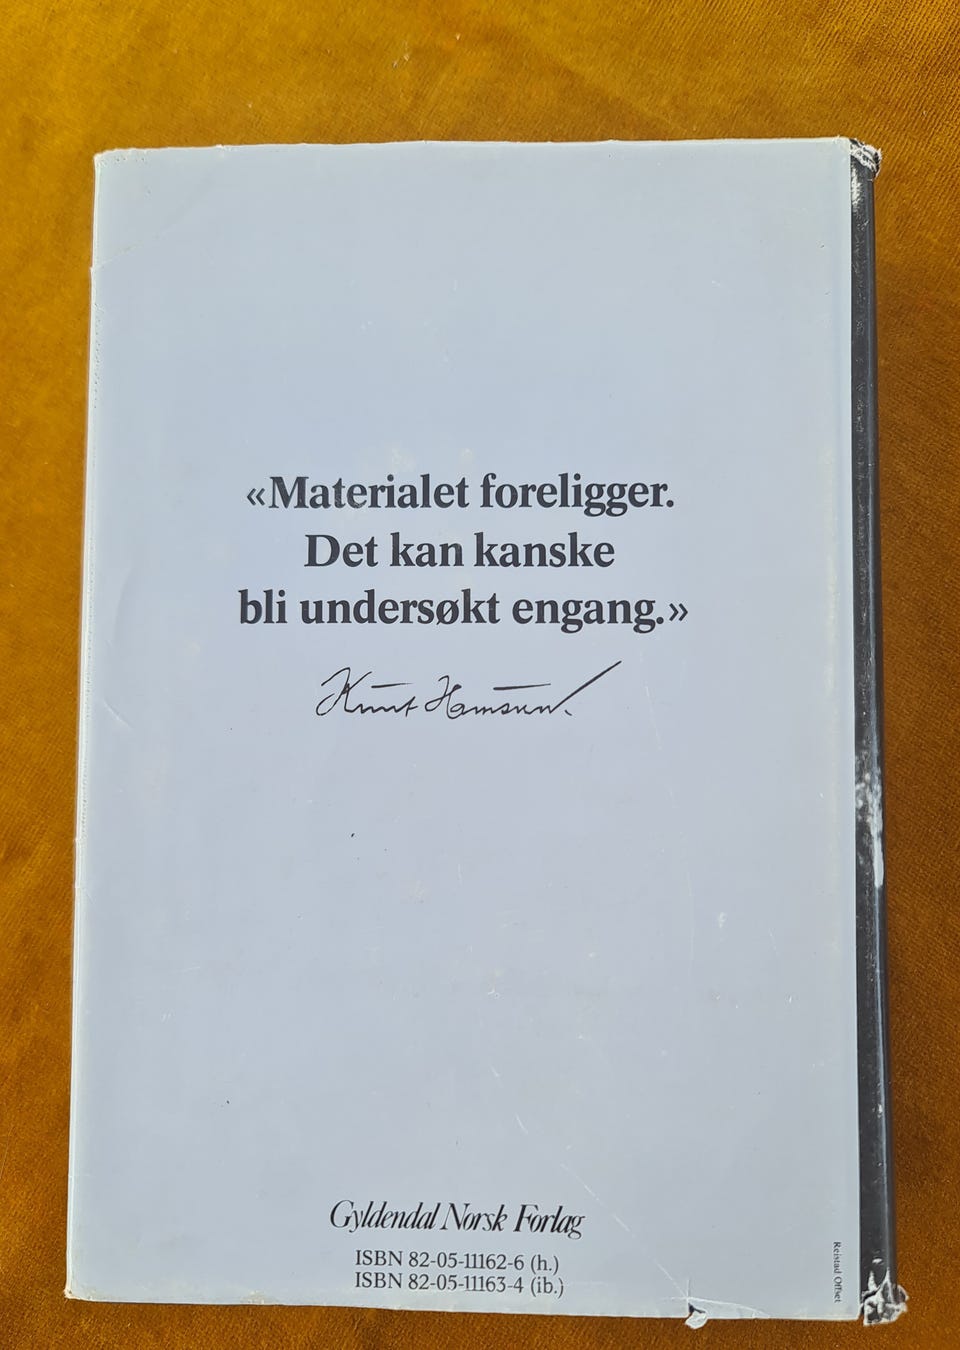 «Materialet foreligger.
Det kan kanske
bli undersøkt engang.»
Knut Hamsun.
Gyldendal Norsk Forlag
ISBN 82-05-11162-6 (h.)
ISBN 82-05-11163-4 (ib.)
Reistad Offset